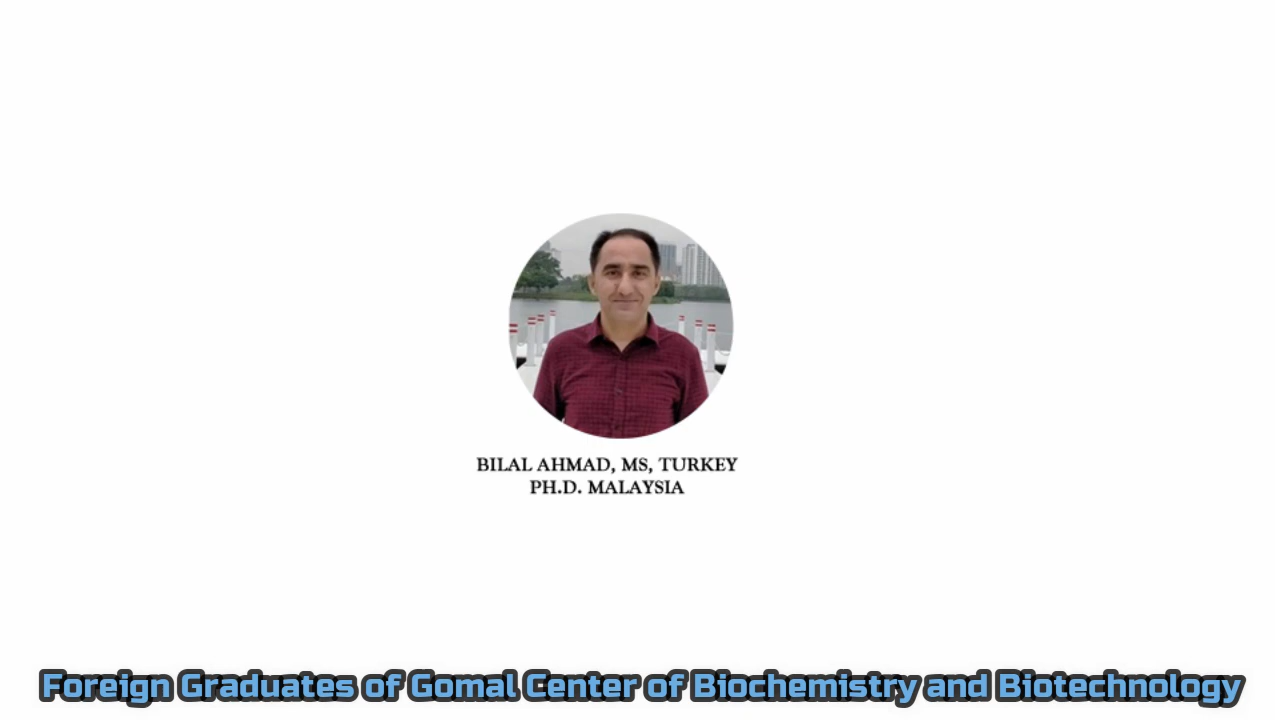 BILAL AHMAD, MS, TURKEY
PH.D. MALAYSIA
Foreign Graduates of Gomal Center of Biochemistry and Biotechnology